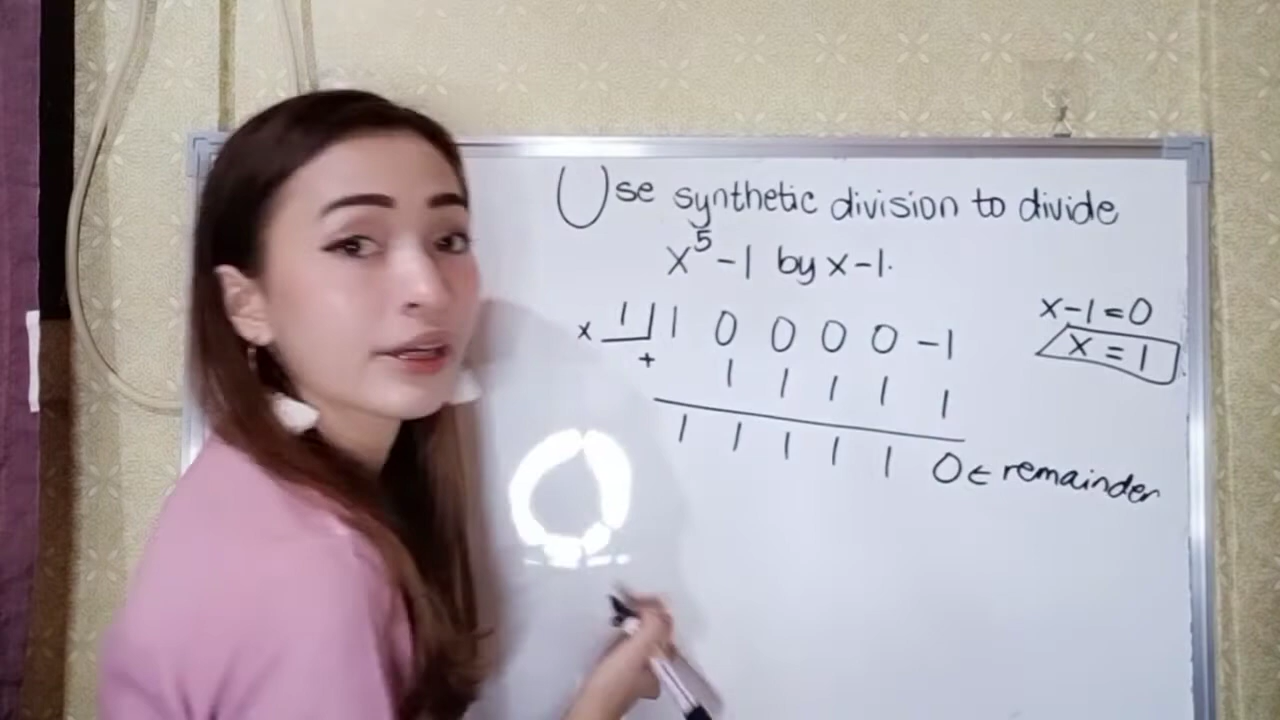 Use synthetic division to divide
x⁵-1 by x-1.
x 1 | 1 0 0 0 0 -1
+ 1 1 1 1 1
1 1 1 1 1 0 ← remainder
x-1=0
x = 1